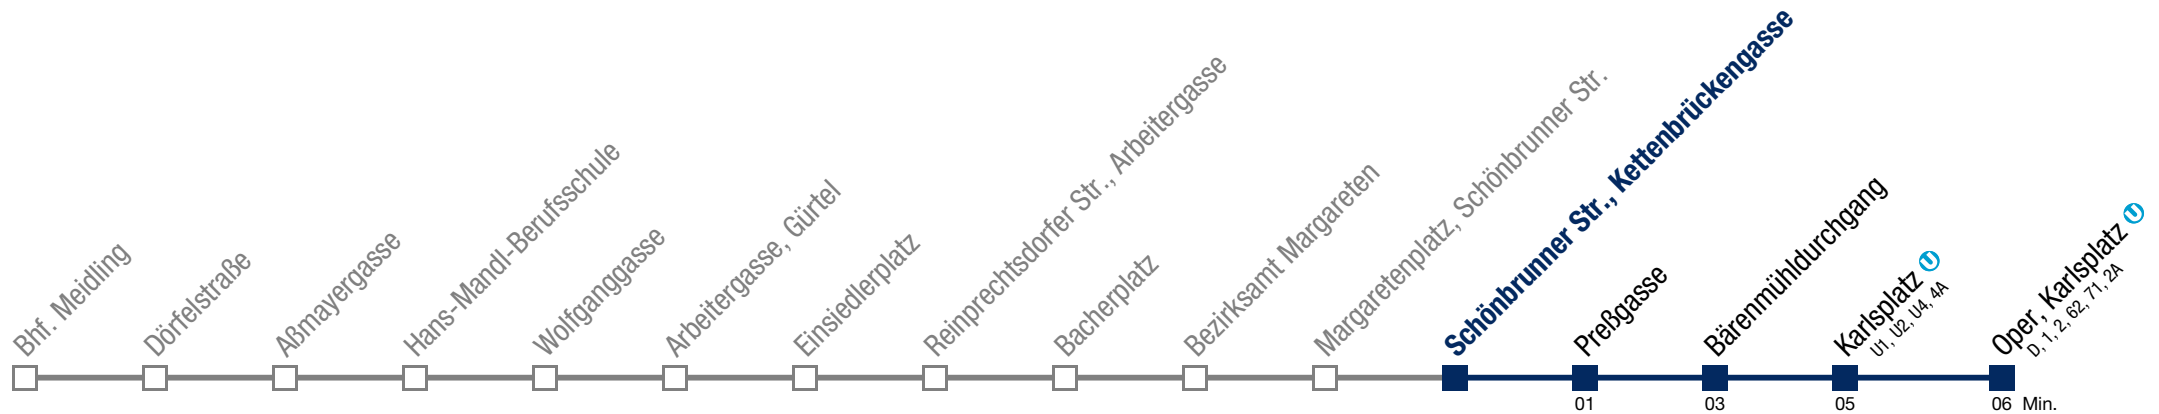 Bhf. Meidling
Dörfelstraße
Aßmayergasse
Hans-Mandl-Berufsschule
Wolfganggasse
Arbeitergasse, Gürtel
Einsiedlerplatz
Reinprechtsdorfer Str., Arbeitergasse
Bacherplatz
Bezirksamt Margareten
Margaretenplatz, Schönbrunner Str.
Schönbrunner Str., Kettenbrückengasse
Preßgasse
Bärenmühldurchgang
Karlsplatz U
U1, U2, U4, 4A
Oper, Karlsplatz U
D, 1, 2, 62, 71, 2A
01 03 05 06 Min.